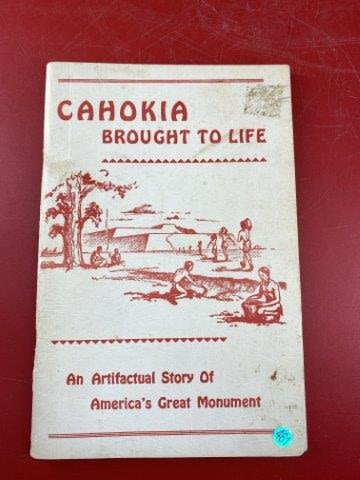 CAHOKIA
BROUGHT TO LIFE
An Artifactual Story Of
America's Great Monument